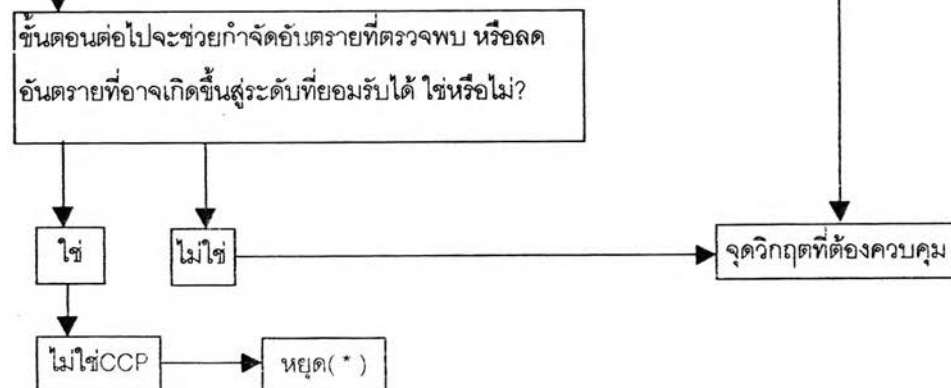 ขั้นตอนต่อไปจะช่วยกำจัดอันตรายที่ตรวจพบ หรือลด
อันตรายที่อาจเกิดขึ้นสู่ระดับที่ยอมรับได้ ใช่หรือไม่?
ใช่
ไม่ใช่
จุดวิกฤตที่ต้องควบคุม
ไม่ใช่CCP
หยุด( * )